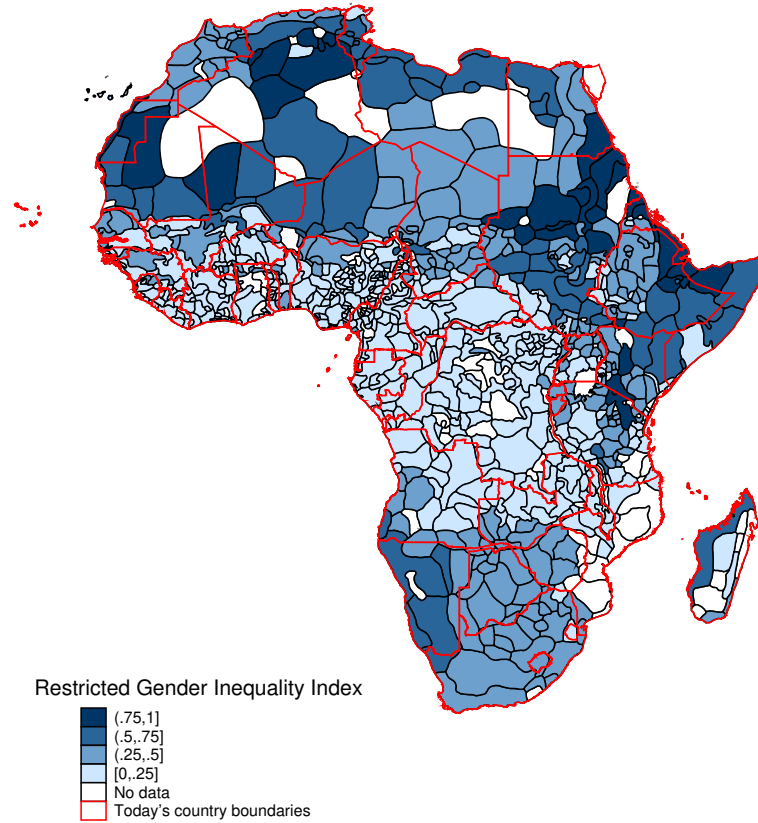 Restricted Gender Inequality Index
(.75,1]
(.5,.75]
(.25,.5]
[0,.25]
No data
Today's country boundaries